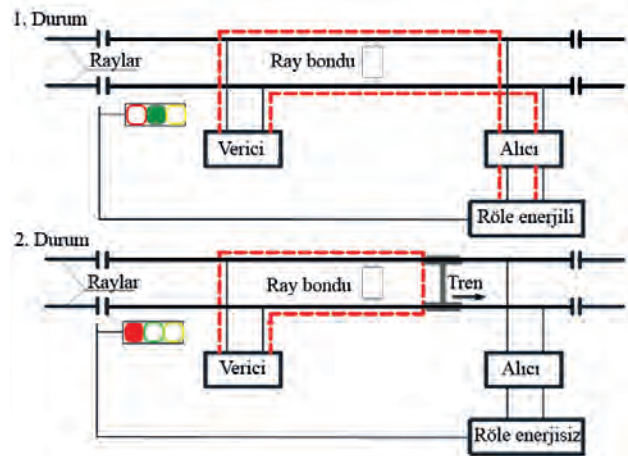 1. Durum
Raylar
Ray bondu
Verici
Alıcı
Röle enerjili
2. Durum
Raylar
Ray bondu
Tren
Verici
Alıcı
Röle enerjisiz